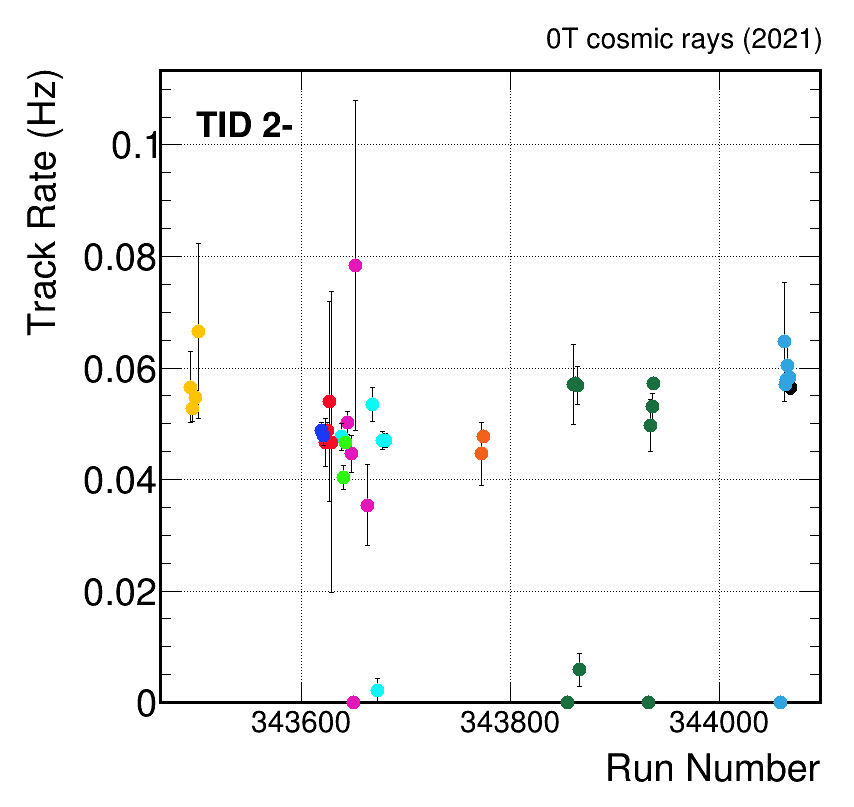 0T cosmic rays (2021)
Track Rate (Hz)
TID 2-
0.1
0.08
0.06
0.04
0.02
0
343600
343800
344000
Run Number